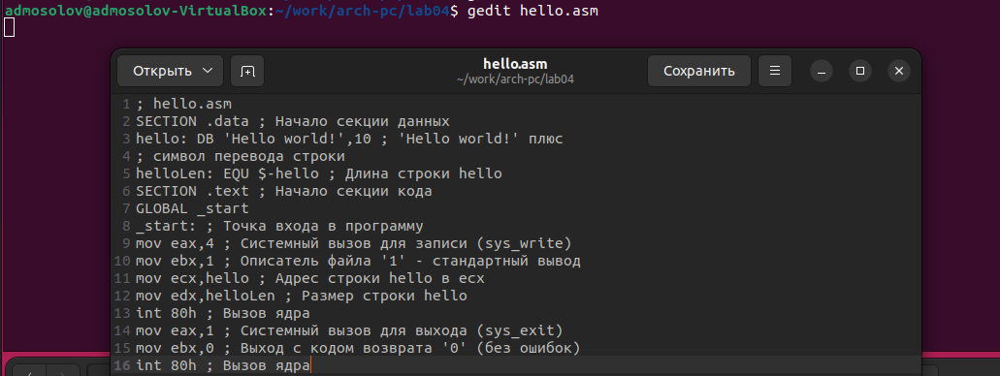 admosolov@admosolov-VirtualBox:~/work/arch-pc/lab04$ gedit hello.asm
Открыть
hello.asm
~/work/arch-pc/lab04
Сохранить
1 ; hello.asm
2 SECTION .data ; Начало секции данных
3 hello: DB 'Hello world!',10 ; 'Hello world!' плюс
4 ; символ перевода строки
5 helloLen: EQU $-hello ; Длина строки hello
6 SECTION .text ; Начало секции кода
7 GLOBAL _start
8 _start: ; Точка входа в программу
9 mov eax,4 ; Системный вызов для записи (sys_write)
10 mov ebx,1 ; Описатель файла '1' - стандартный вывод
11 mov ecx,hello ; Адрес строки hello в ecx
12 mov edx,helloLen ; Размер строки hello
13 int 80h ; Вызов ядра
14 mov eax,1 ; Системный вызов для выхода (sys_exit)
15 mov ebx,0 ; Выход с кодом возврата '0' (без ошибок)
16 int 80h ; Вызов ядра